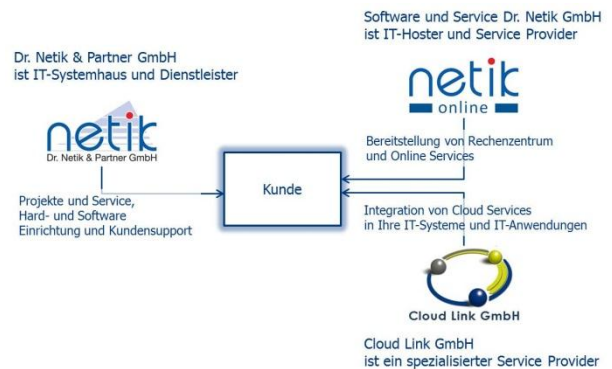 Software und Service Dr. Netik GmbH
ist IT-Hoster und Service Provider
Dr. Netik & Partner GmbH
ist IT-Systemhaus und Dienstleister
netik
online
netik
Dr. Netik & Partner GmbH
Bereitstellung von Rechenzentrum
und Online Services
Kunde
Projekte und Service,
Hard- und Software
Einrichtung und Kundensupport
Integration von Cloud Services
in Ihre IT-Systeme und IT-Anwendungen
Cloud Link GmbH
Cloud Link GmbH
ist ein spezialisierter Service Provider